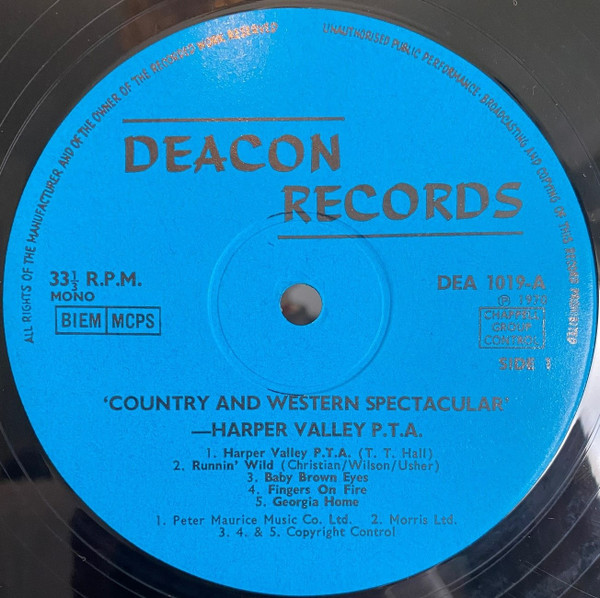 ALL RIGHTS OF THE MANUFACTURER AND OF THE OWNER OF THE RECORDED WORK RESERVED
UNAUTHORISED PUBLIC PERFORMANCE · BROADCASTING AND COPYING OF THIS RECORD PROHIBITED
DEACON
RECORDS
33⅓ R.P.M.
MONO
BIEM MCPS
DEA 1019-A
℗
CHAPPELL
GROUP
CONTROL
SIDE 1
'COUNTRY AND WESTERN SPECTACULAR'
—HARPER VALLEY P.T.A.
1. Harper Valley P.T.A. (T. T. Hall)
2. Runnin' Wild (Christian/Wilson/Usher)
3. Baby Brown Eyes
4. Fingers On Fire
5. Georgia Home
1. Peter Maurice Music Co. Ltd. 2. Morris Ltd.
3. 4. & 5. Copyright Control